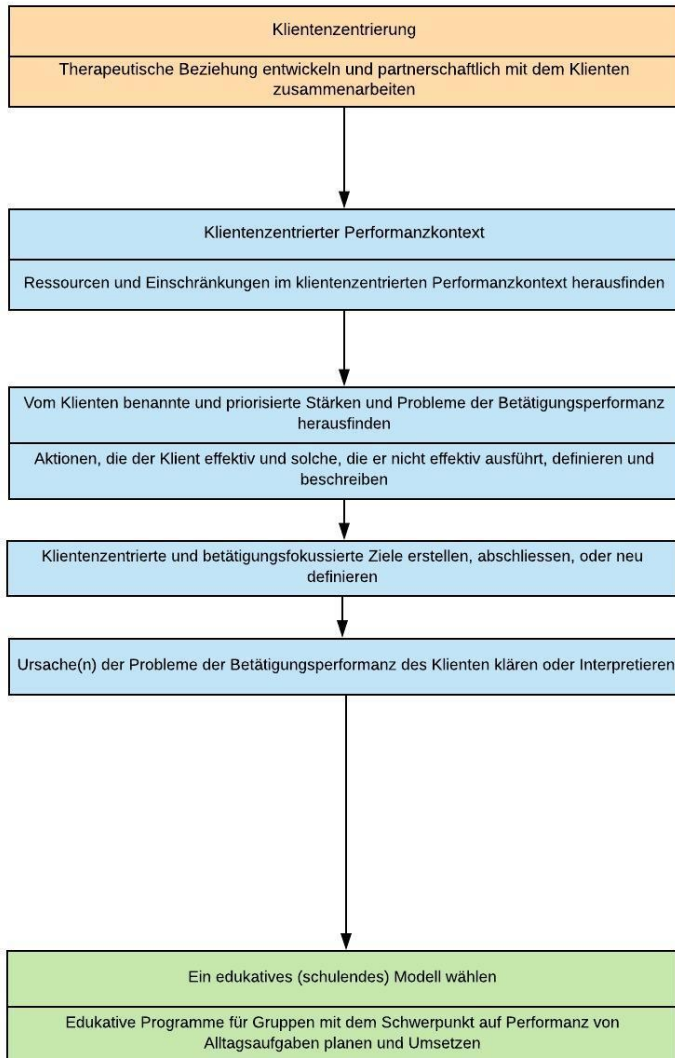 Klientenzentrierung
Therapeutische Beziehung entwickeln und partnerschaftlich mit dem Klienten
zusammenarbeiten
Klientenzentrierter Performanzkontext
Ressourcen und Einschränkungen im klientenzentrierten Performanzkontext herausfinden
Vom Klienten benannte und priorisierte Stärken und Probleme der Betätigungsperformanz
herausfinden
Aktionen, die der Klient effektiv und solche, die er nicht effektiv ausführt, definieren und
beschreiben
Klientenzentrierte und betätigungsfokussierte Ziele erstellen, abschliessen, oder neu
definieren
Ursache(n) der Probleme der Betätigungsperformanz des Klienten klären oder Interpretieren
Ein edukatives (schulendes) Modell wählen
Edukative Programme für Gruppen mit dem Schwerpunkt auf Performanz von
Alltagsaufgaben planen und Umsetzen